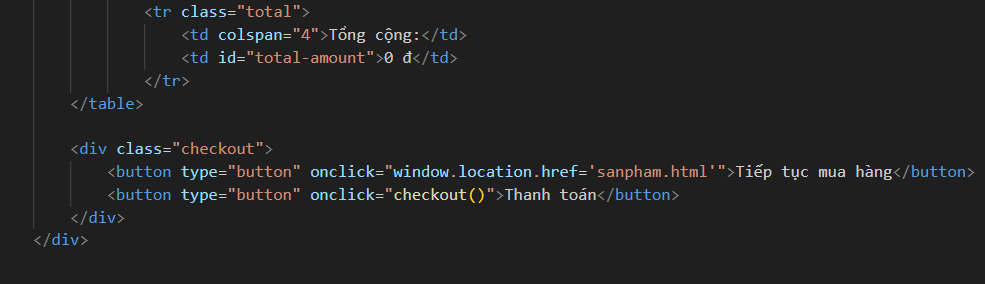 <tr class="total">
<td colspan="4">Tổng cộng:</td>
<td id="total-amount">0 đ</td>
</tr>
</table>
<div class="checkout">
<button type="button" onclick="window.location.href='sanpham.html'">Tiếp tục mua hàng</button>
<button type="button" onclick="checkout()">Thanh toán</button>
</div>
</div>